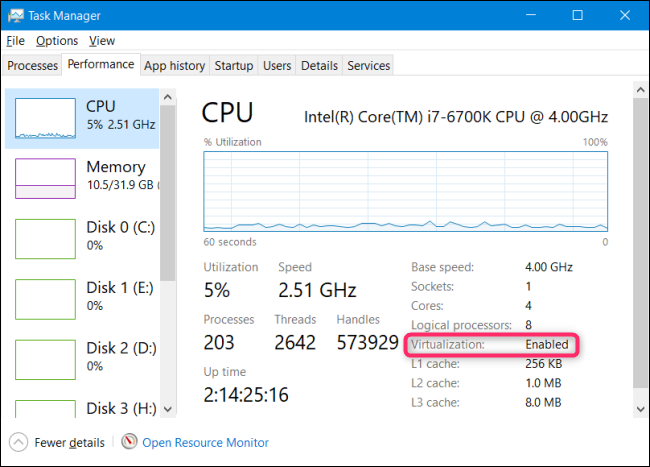 Task Manager
File Options View
Processes Performance App history Startup Users Details Services
CPU
5% 2.51 GHz
Memory
10.5/31.9 GB (
Disk 0 (C:)
0%
Disk 1 (E:)
0%
Disk 2 (D:)
0%
Disk 3 (H:)
CPU Intel(R) Core(TM) i7-6700K CPU @ 4.00GHz
% Utilization 100%
60 seconds 0
Utilization Speed
5% 2.51 GHz
Processes Threads Handles
203 2642 573929
Up time
2:14:25:16
Base speed: 4.00 GHz
Sockets: 1
Cores: 4
Logical processors: 8
Virtualization: Enabled
L1 cache: 256 KB
L2 cache: 1.0 MB
L3 cache: 8.0 MB
Fewer details Open Resource Monitor